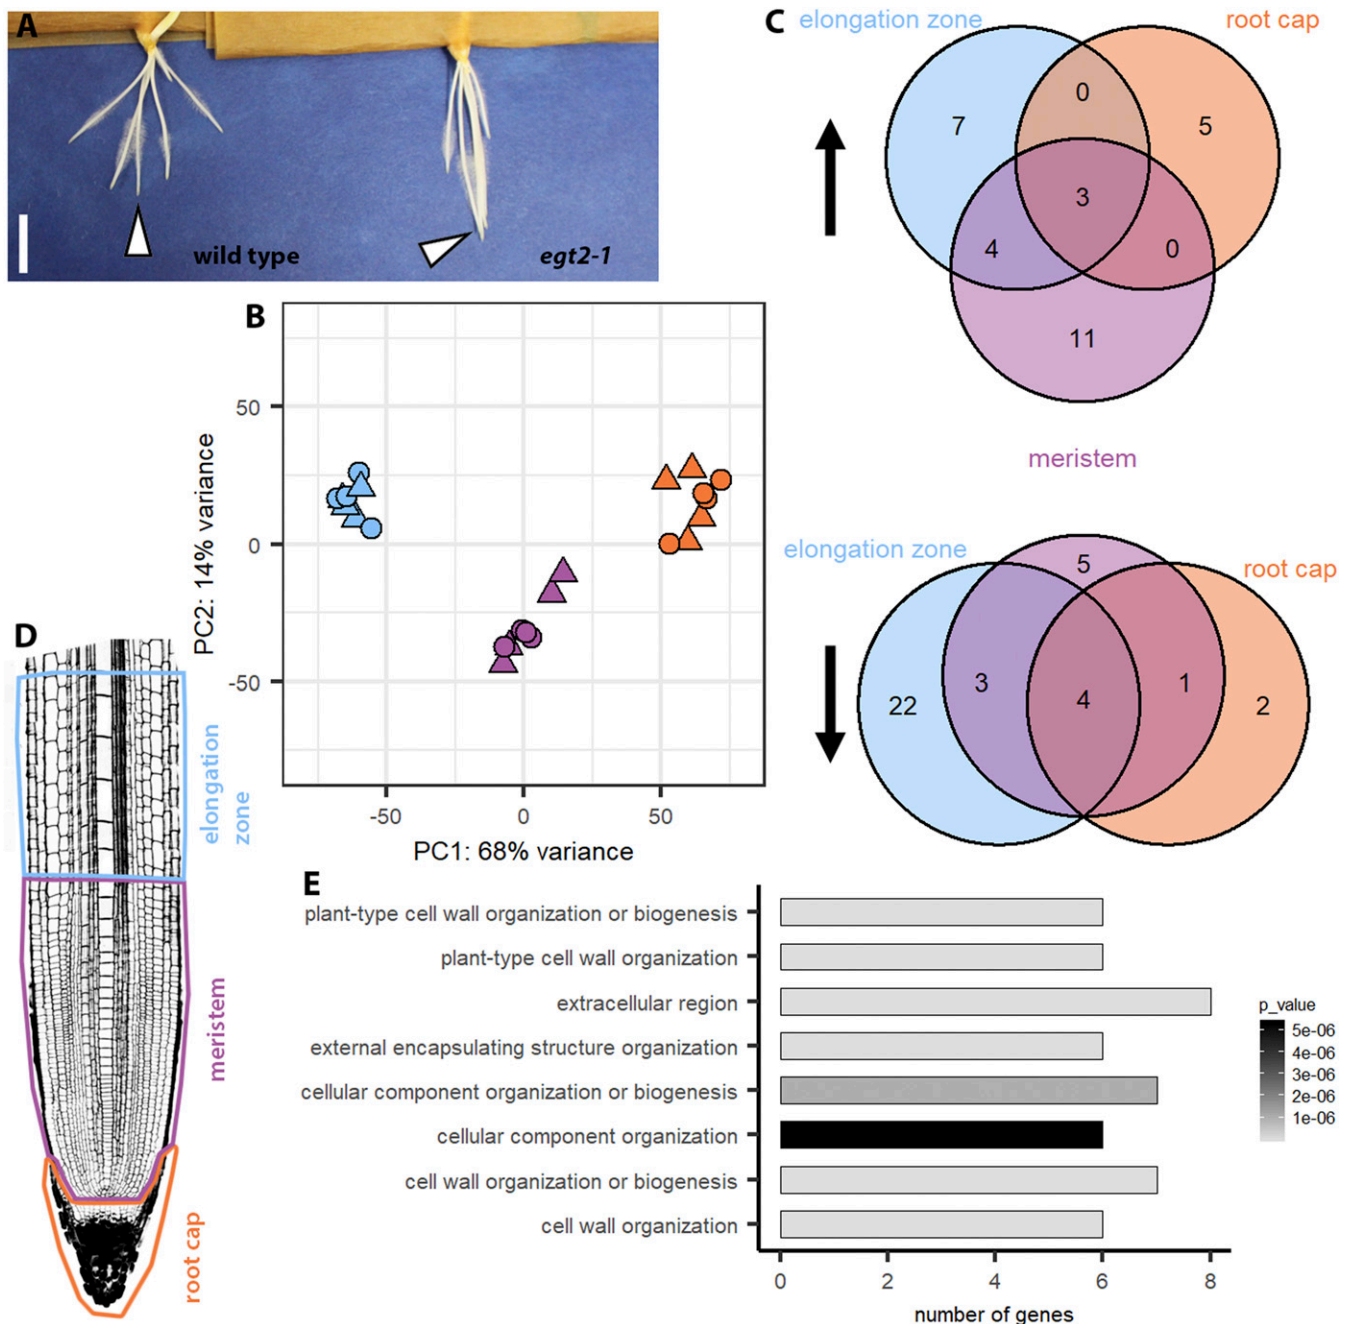 A
wild type
egt2-1
C
elongation zone
root cap
0
7
5
3
4
0
11
meristem
B
50
0
-50
PC2: 14% variance
-50
0
50
PC1: 68% variance
elongation zone
root cap
5
22
3
4
1
2
D
elongation
zone
meristem
root cap
E
plant-type cell wall organization or biogenesis
plant-type cell wall organization
extracellular region
external encapsulating structure organization
cellular component organization or biogenesis
cellular component organization
cell wall organization or biogenesis
cell wall organization
0
2
4
6
8
number of genes
p_value
5e-06
4e-06
3e-06
2e-06
1e-06